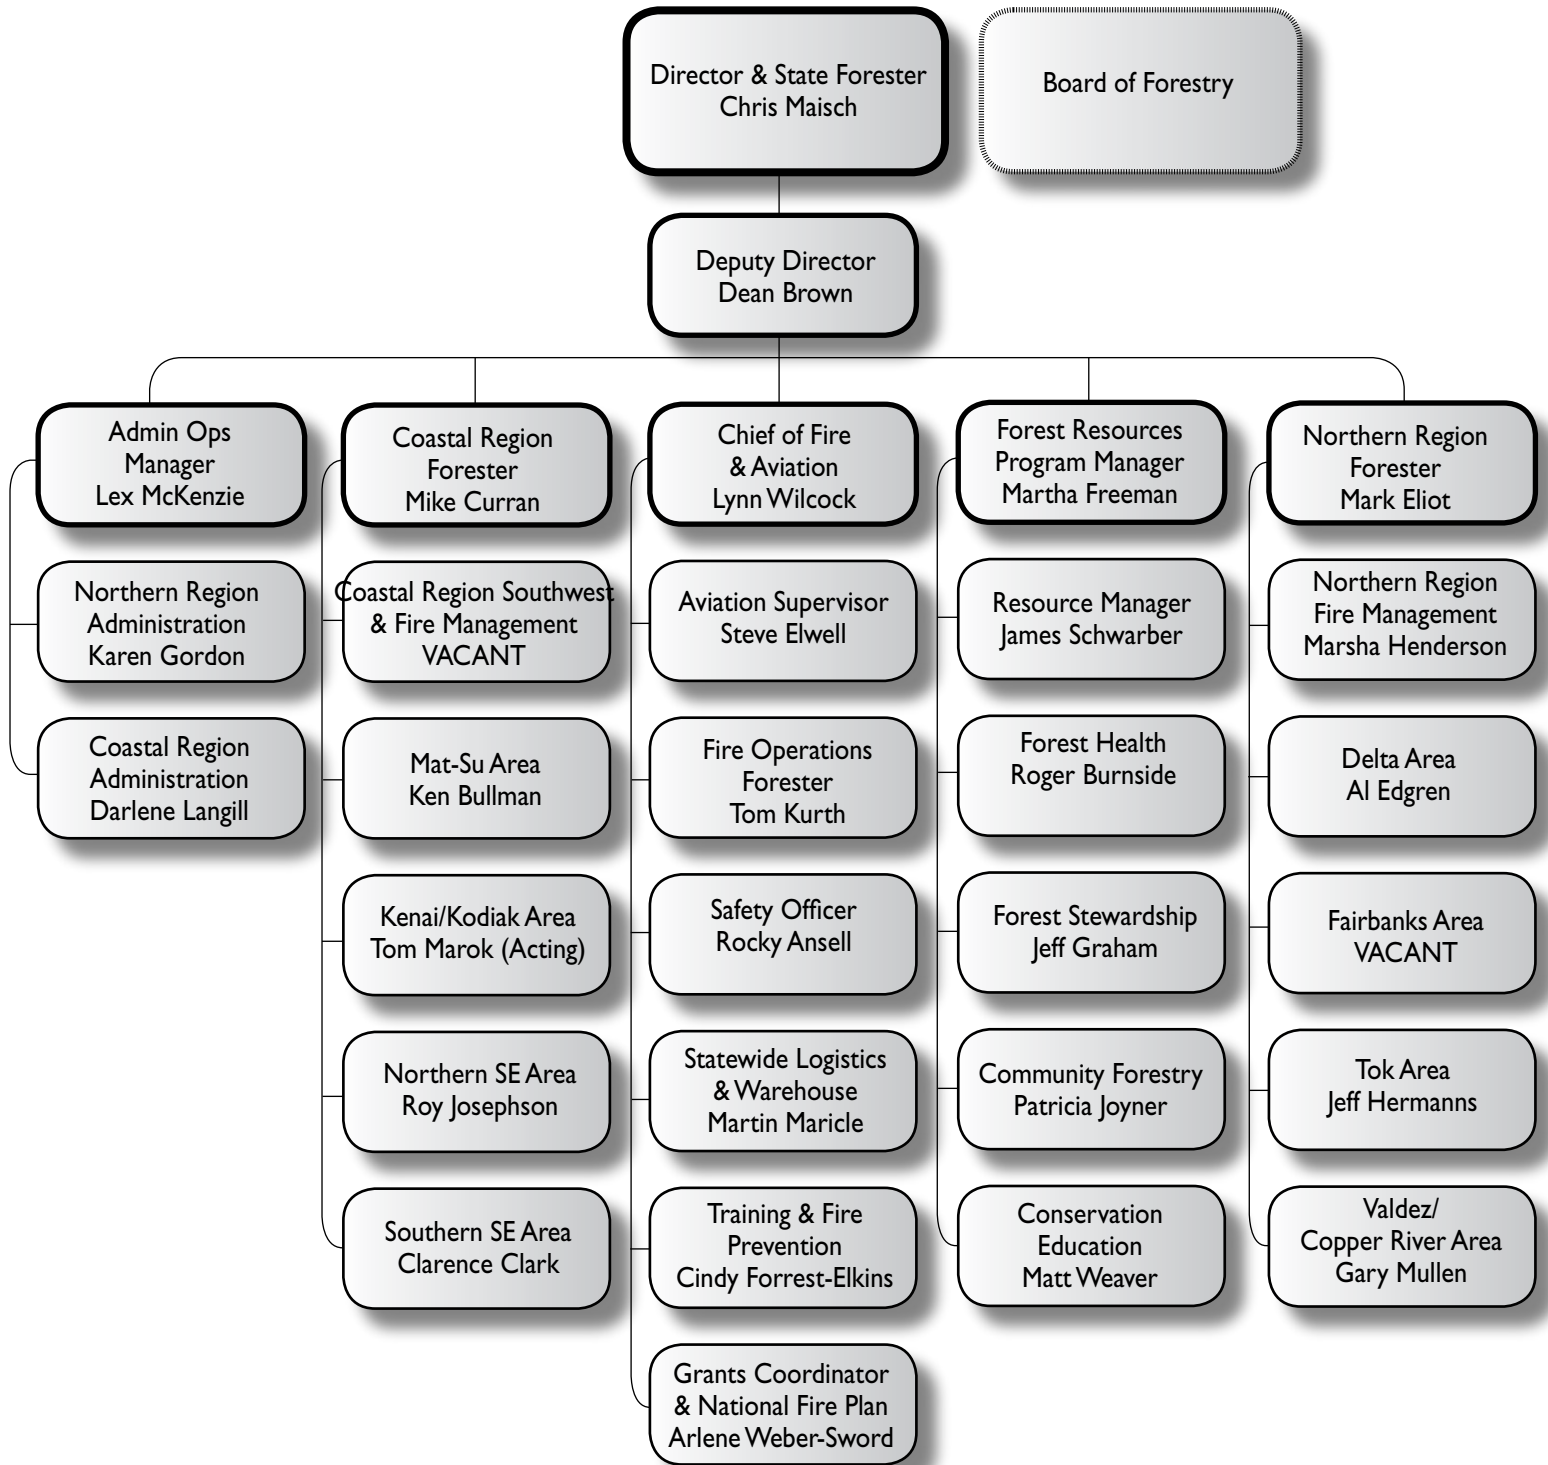 Director & State Forester
Chris Maisch
Board of Forestry
Deputy Director
Dean Brown
Admin Ops
Manager
Lex McKenzie
Northern Region
Administration
Karen Gordon
Coastal Region
Administration
Darlene Langill
Coastal Region
Forester
Mike Curran
Coastal Region Southwest
& Fire Management
VACANT
Mat-Su Area
Ken Bullman
Kenai/Kodiak Area
Tom Marok (Acting)
Northern SE Area
Roy Josephson
Southern SE Area
Clarence Clark
Chief of Fire
& Aviation
Lynn Wilcock
Aviation Supervisor
Steve Elwell
Fire Operations
Forester
Tom Kurth
Safety Officer
Rocky Ansell
Statewide Logistics
& Warehouse
Martin Maricle
Training & Fire
Prevention
Cindy Forrest-Elkins
Grants Coordinator
& National Fire Plan
Arlene Weber-Sword
Forest Resources
Program Manager
Martha Freeman
Resource Manager
James Schwarber
Forest Health
Roger Burnside
Forest Stewardship
Jeff Graham
Community Forestry
Patricia Joyner
Conservation
Education
Matt Weaver
Northern Region
Forester
Mark Eliot
Northern Region
Fire Management
Marsha Henderson
Delta Area
Al Edgren
Fairbanks Area
VACANT
Tok Area
Jeff Hermanns
Valdez/
Copper River Area
Gary Mullen